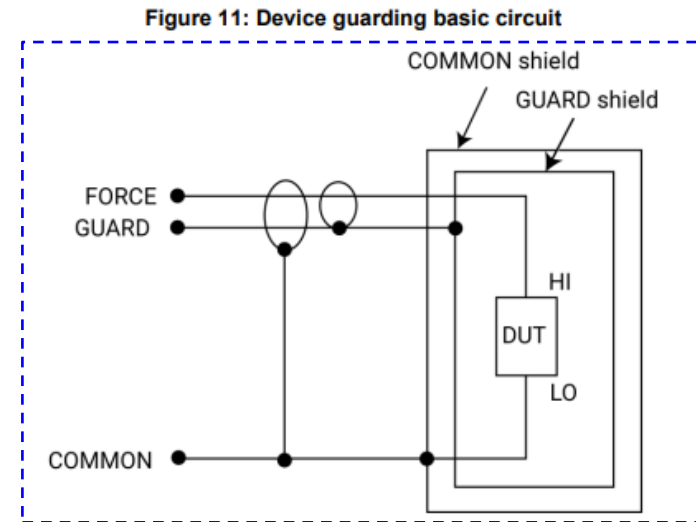 Figure 11: Device guarding basic circuit
COMMON shield
GUARD shield
FORCE
GUARD
HI
DUT
LO
COMMON